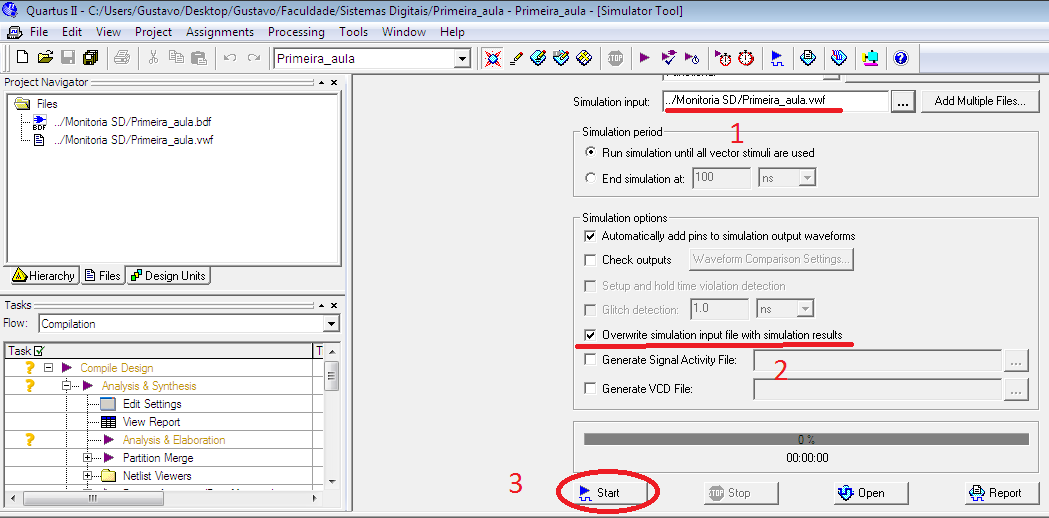 Quartus II - C:/Users/Gustavo/Desktop/Gustavo/Faculdade/Sistemas Digitais/Primeira_aula - Primeira_aula - [Simulator Tool]
File Edit View Project Assignments Processing Tools Window Help
Primeira_aula
Project Navigator
Files
../Monitoria SD/Primeira_aula.bdf
../Monitoria SD/Primeira_aula.vwf
Hierarchy Files Design Units
Tasks
Flow: Compilation
Task
Compile Design
Analysis & Synthesis
Edit Settings
View Report
Analysis & Elaboration
Partition Merge
Netlist Viewers
Simulation input: ../Monitoria SD/Primeira_aula.vwf ... Add Multiple Files...
1
Simulation period
Run simulation until all vector stimuli are used
End simulation at: 100 ns
Simulation options
Automatically add pins to simulation output waveforms
Check outputs Waveform Comparison Settings...
Setup and hold time violation detection
Glitch detection: 1.0 ns
Overwrite simulation input file with simulation results
Generate Signal Activity File: ...
2
Generate VCD File: ...
0 %
00:00:00
3 Start Stop Open Report